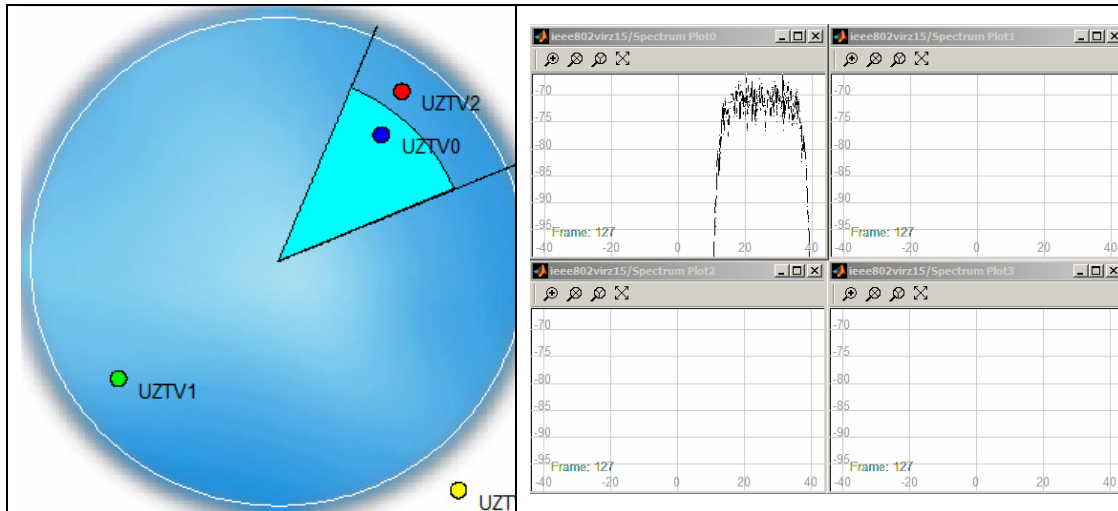 UZTV2
UZTV0
UZTV1
UZT
ieee802virz15/Spectrum Plot0
-70
-75
-80
-85
-90
-95
Frame: 127
-40 -20 0 20 40
ieee802virz15/Spectrum Plot1
-70
-75
-80
-85
-90
-95
Frame: 127
-40 -20 0 20 40
ieee802virz15/Spectrum Plot2
-70
-75
-80
-85
-90
-95
Frame: 127
-40 -20 0 20 40
ieee802virz15/Spectrum Plot3
-70
-75
-80
-85
-90
-95
Frame: 127
-40 -20 0 20 40